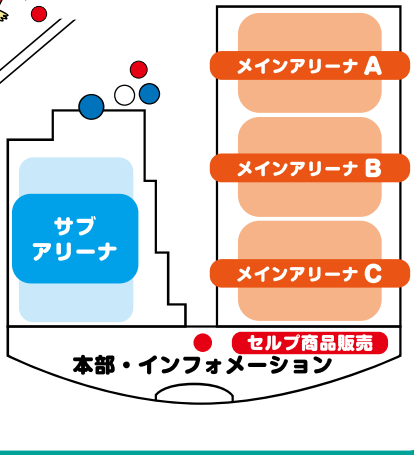 メインアリーナ A
メインアリーナ B
サブ
アリーナ
メインアリーナ C
セルプ商品販売
本部・インフォメーション